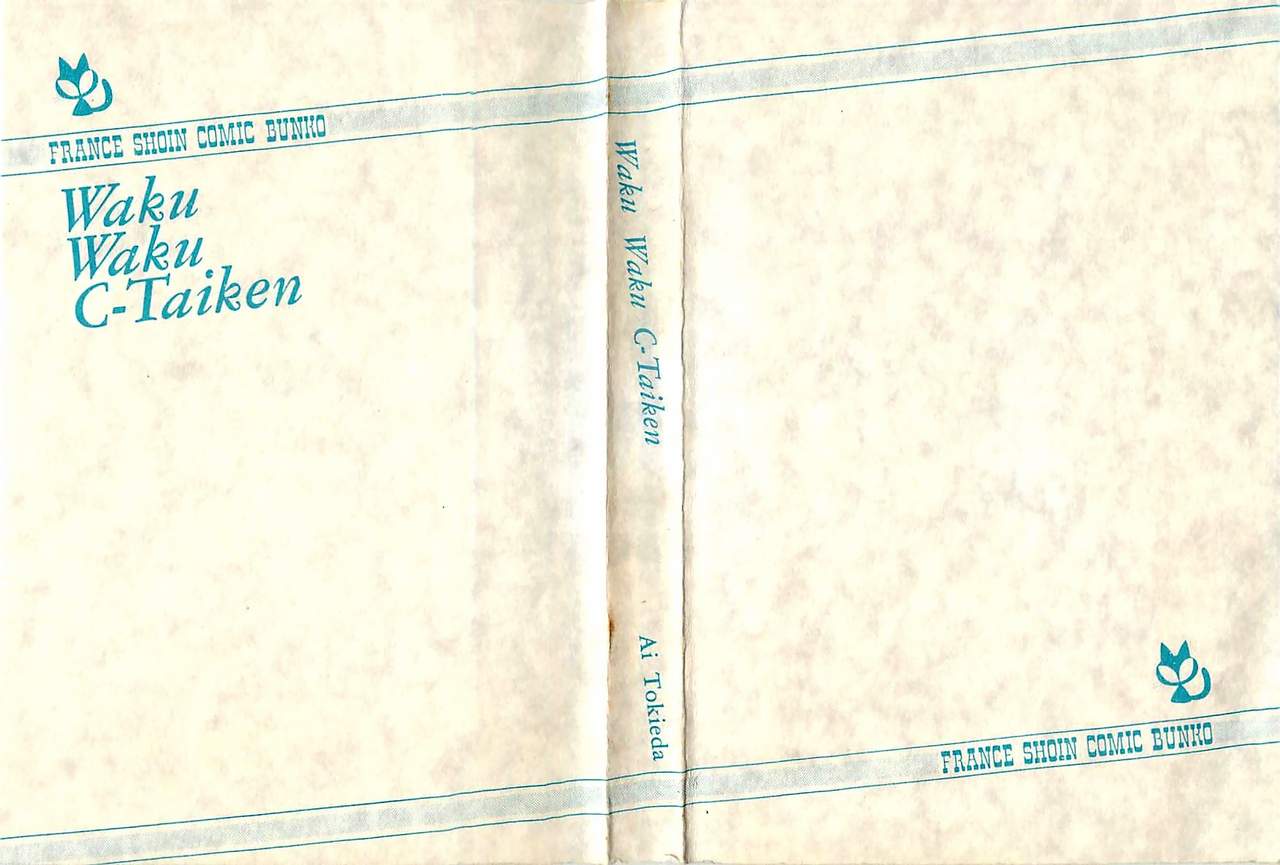 FRANCE SHOIN COMIC BUNKO
Waku
Waku
C-Taiken
Waku Waku C-Taiken
Ai Tokieda
FRANCE SHOIN COMIC BUNKO